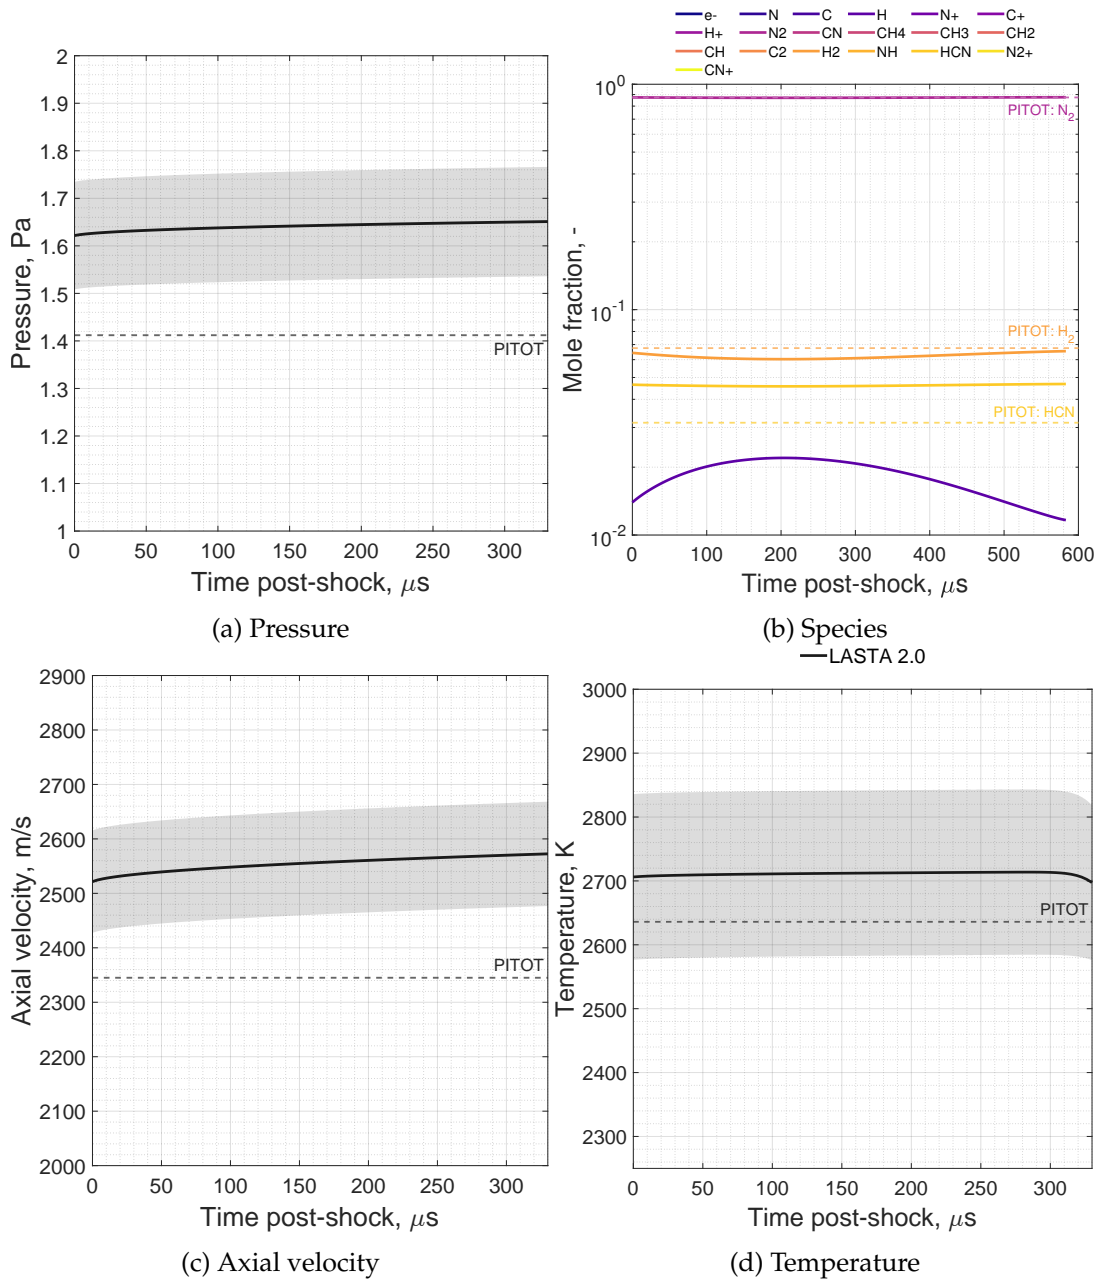 e- N C H N+ C+
H+ N2 CN CH4 CH3 CH2
CH C2 H2 NH HCN N2+
CN+
2
1.9
1.8
1.7
1.6
1.5
1.4
1.3
1.2
1.1
1
Pressure, Pa
PITOT
0 50 100 150 200 250 300
Time post-shock, μs
(a) Pressure
10^0
10^-1
10^-2
Mole fraction, -
PITOT: N_2
PITOT: H_2
PITOT: HCN
0 100 200 300 400 500 600
Time post-shock, μs
(b) Species
LASTA 2.0
2900
2800
2700
2600
2500
2400
2300
2200
2100
2000
Axial velocity, m/s
PITOT
0 50 100 150 200 250 300
Time post-shock, μs
(c) Axial velocity
3000
2900
2800
2700
2600
2500
2400
2300
Temperature, K
PITOT
0 50 100 150 200 250 300
Time post-shock, μs
(d) Temperature